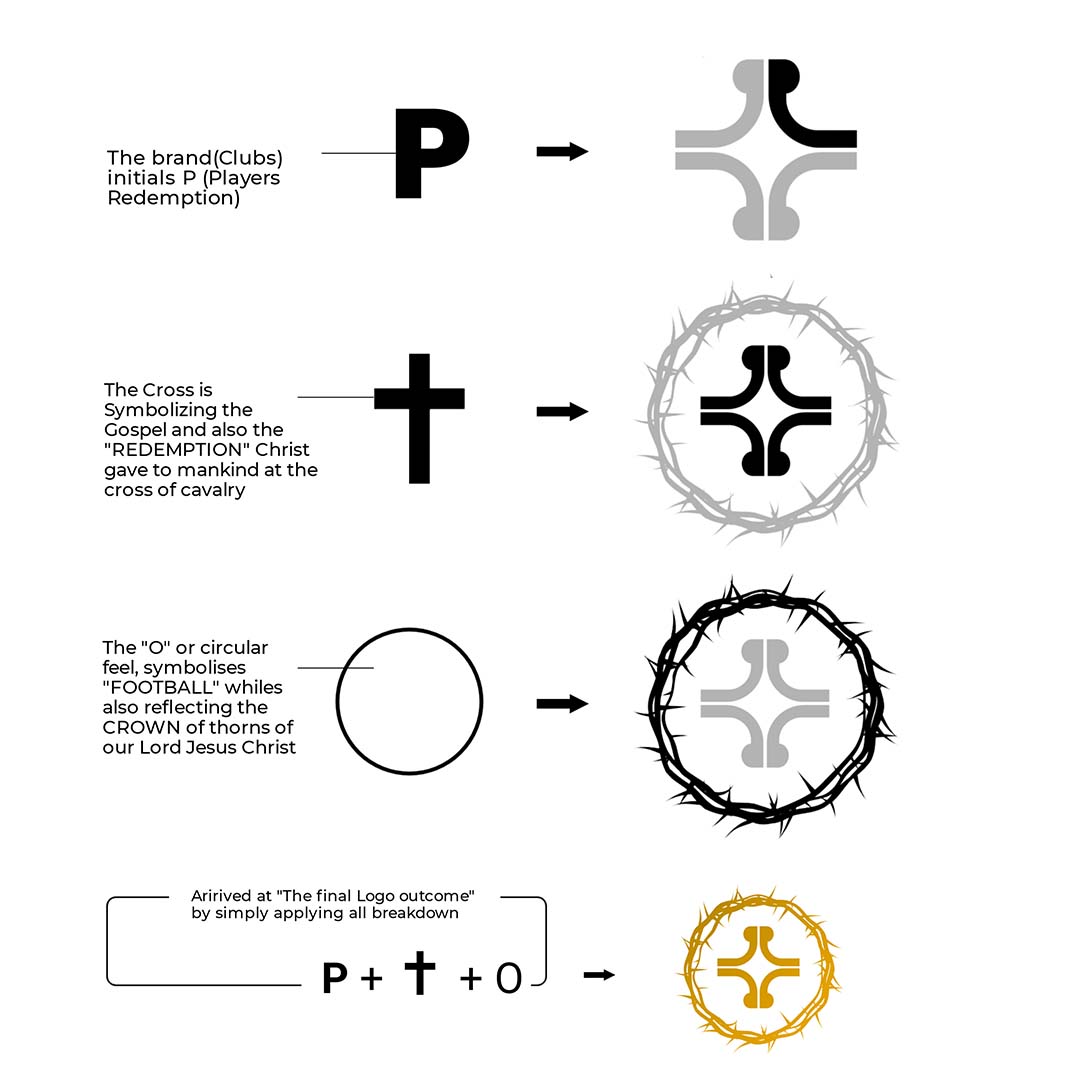 The brand(Clubs)
initials P (Players
Redemption)
P
The Cross is
Symbolizing the
Gospel and also the
"REDEMPTION" Christ
gave to mankind at the
cross of cavalry
The "O" or circular
feel, symbolises
"FOOTBALL" whiles
also reflecting the
CROWN of thorns of
our Lord Jesus Christ
Aririved at "The final Logo outcome"
by simply applying all breakdown
P + † + O